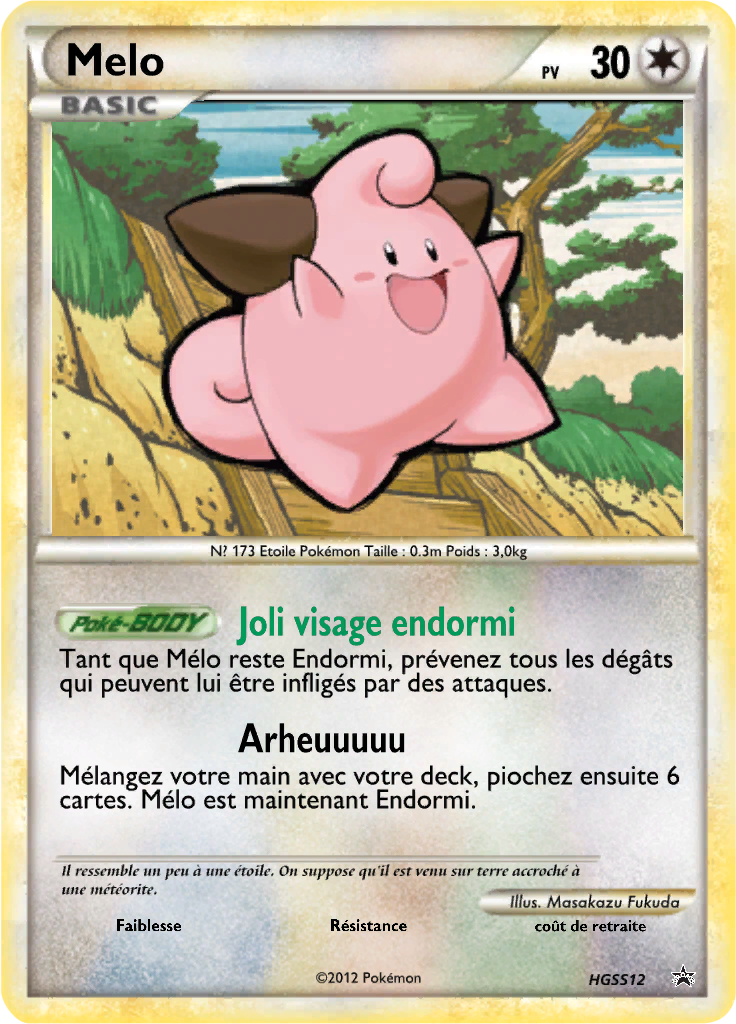 Melo
PV 30
BASIC
N? 173 Etoile Pokémon Taille : 0.3m Poids : 3,0kg
Poké-BODY Joli visage endormi
Tant que Mélo reste Endormi, prévenez tous les dégâts
qui peuvent lui être infligés par des attaques.
Arheuuuuu
Mélangez votre main avec votre deck, piochez ensuite 6
cartes. Mélo est maintenant Endormi.
Il ressemble un peu à une étoile. On suppose qu'il est venu sur terre accroché à
une météorite.
Illus. Masakazu Fukuda
Faiblesse Résistance coût de retraite
©2012 Pokémon HGSS12